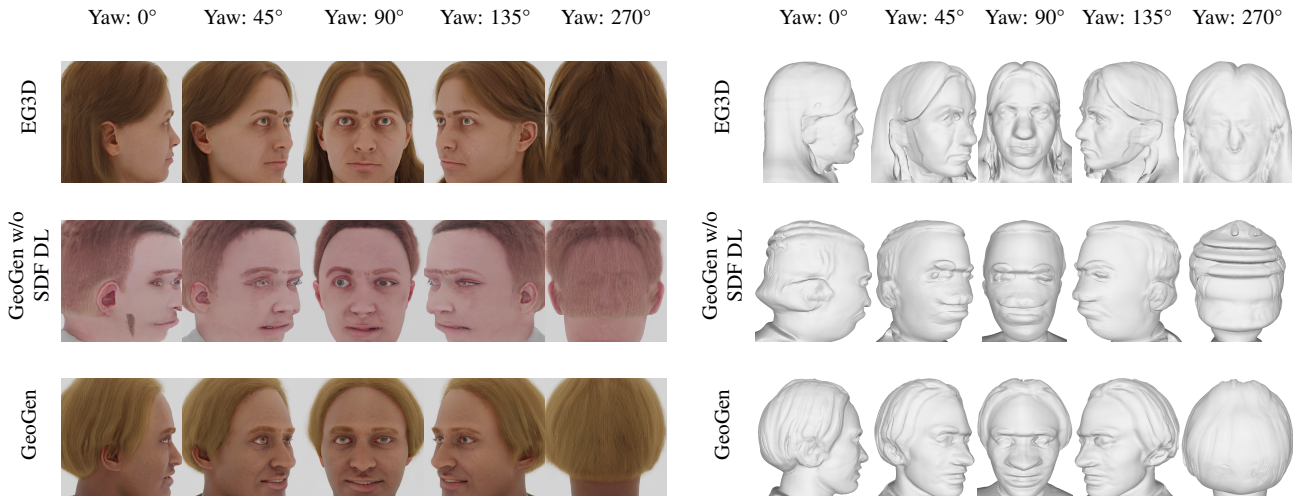 Yaw: 0° Yaw: 45° Yaw: 90° Yaw: 135° Yaw: 270° Yaw: 0° Yaw: 45° Yaw: 90° Yaw: 135° Yaw: 270°
EG3D EG3D
GeoGen w/o
SDF DL
GeoGen w/o
SDF DL
GeoGen GeoGen